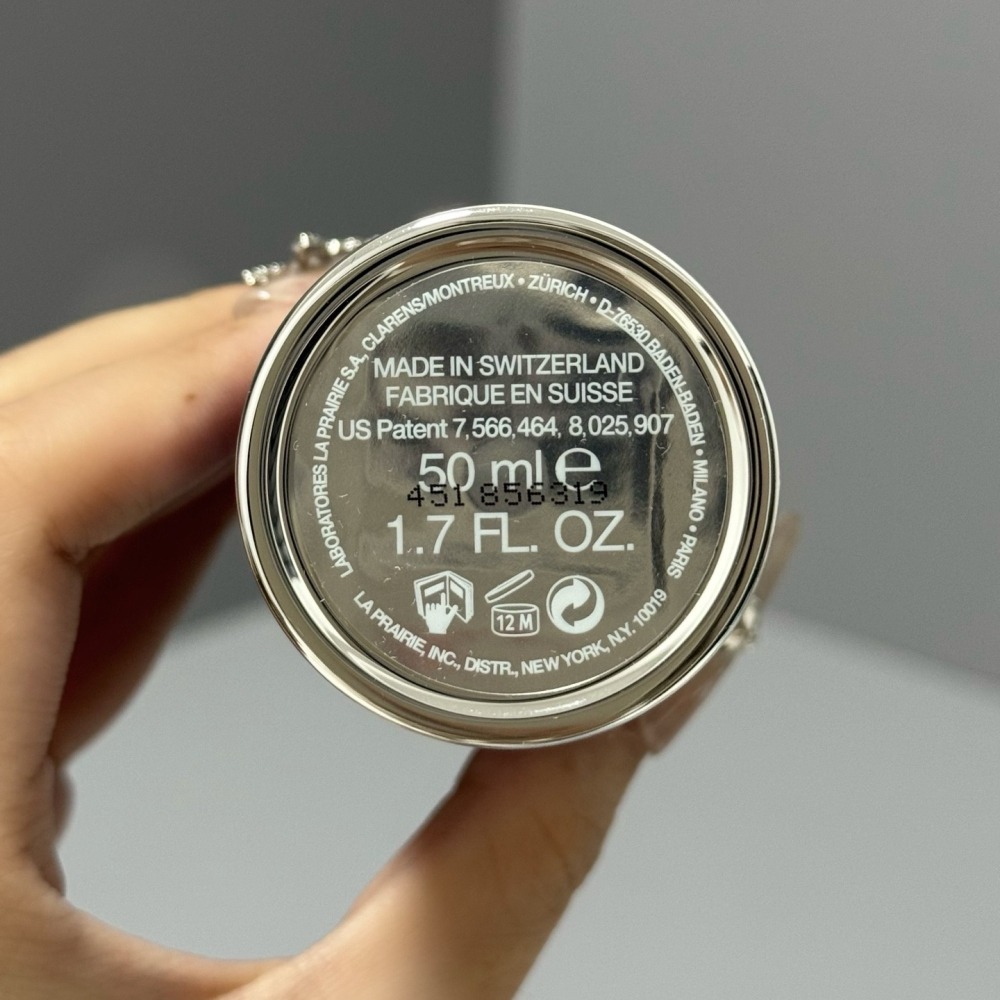 LABORATORES LA PRAIRIE S.A., CLARENS/MONTREUX • ZÜRICH • D-76530 BADEN-BADEN • MILANO • PARIS
MADE IN SWITZERLAND
FABRIQUE EN SUISSE
US Patent 7,566,464, 8,025,907
50 ml ℮
451 856319
1.7 FL. OZ.
12 M
LA PRAIRIE, INC., DISTR., NEW YORK, N.Y. 10019